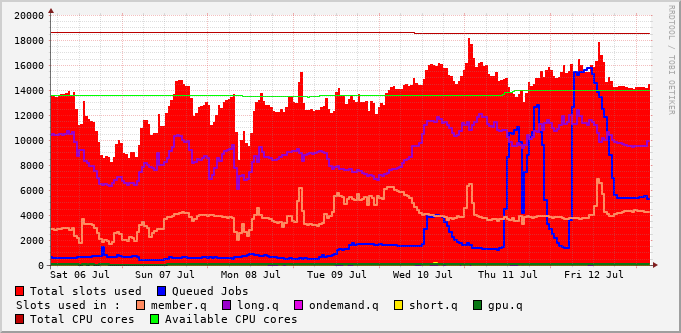 20000
18000
16000
14000
12000
10000
8000
6000
4000
2000
0
Sat 06 Jul Sun 07 Jul Mon 08 Jul Tue 09 Jul Wed 10 Jul Thu 11 Jul Fri 12 Jul
Total slots used Queued Jobs
Slots used in : member.q long.q ondemand.q short.q gpu.q
Total CPU cores Available CPU cores
RRDTOOL / TOBI OETIKER